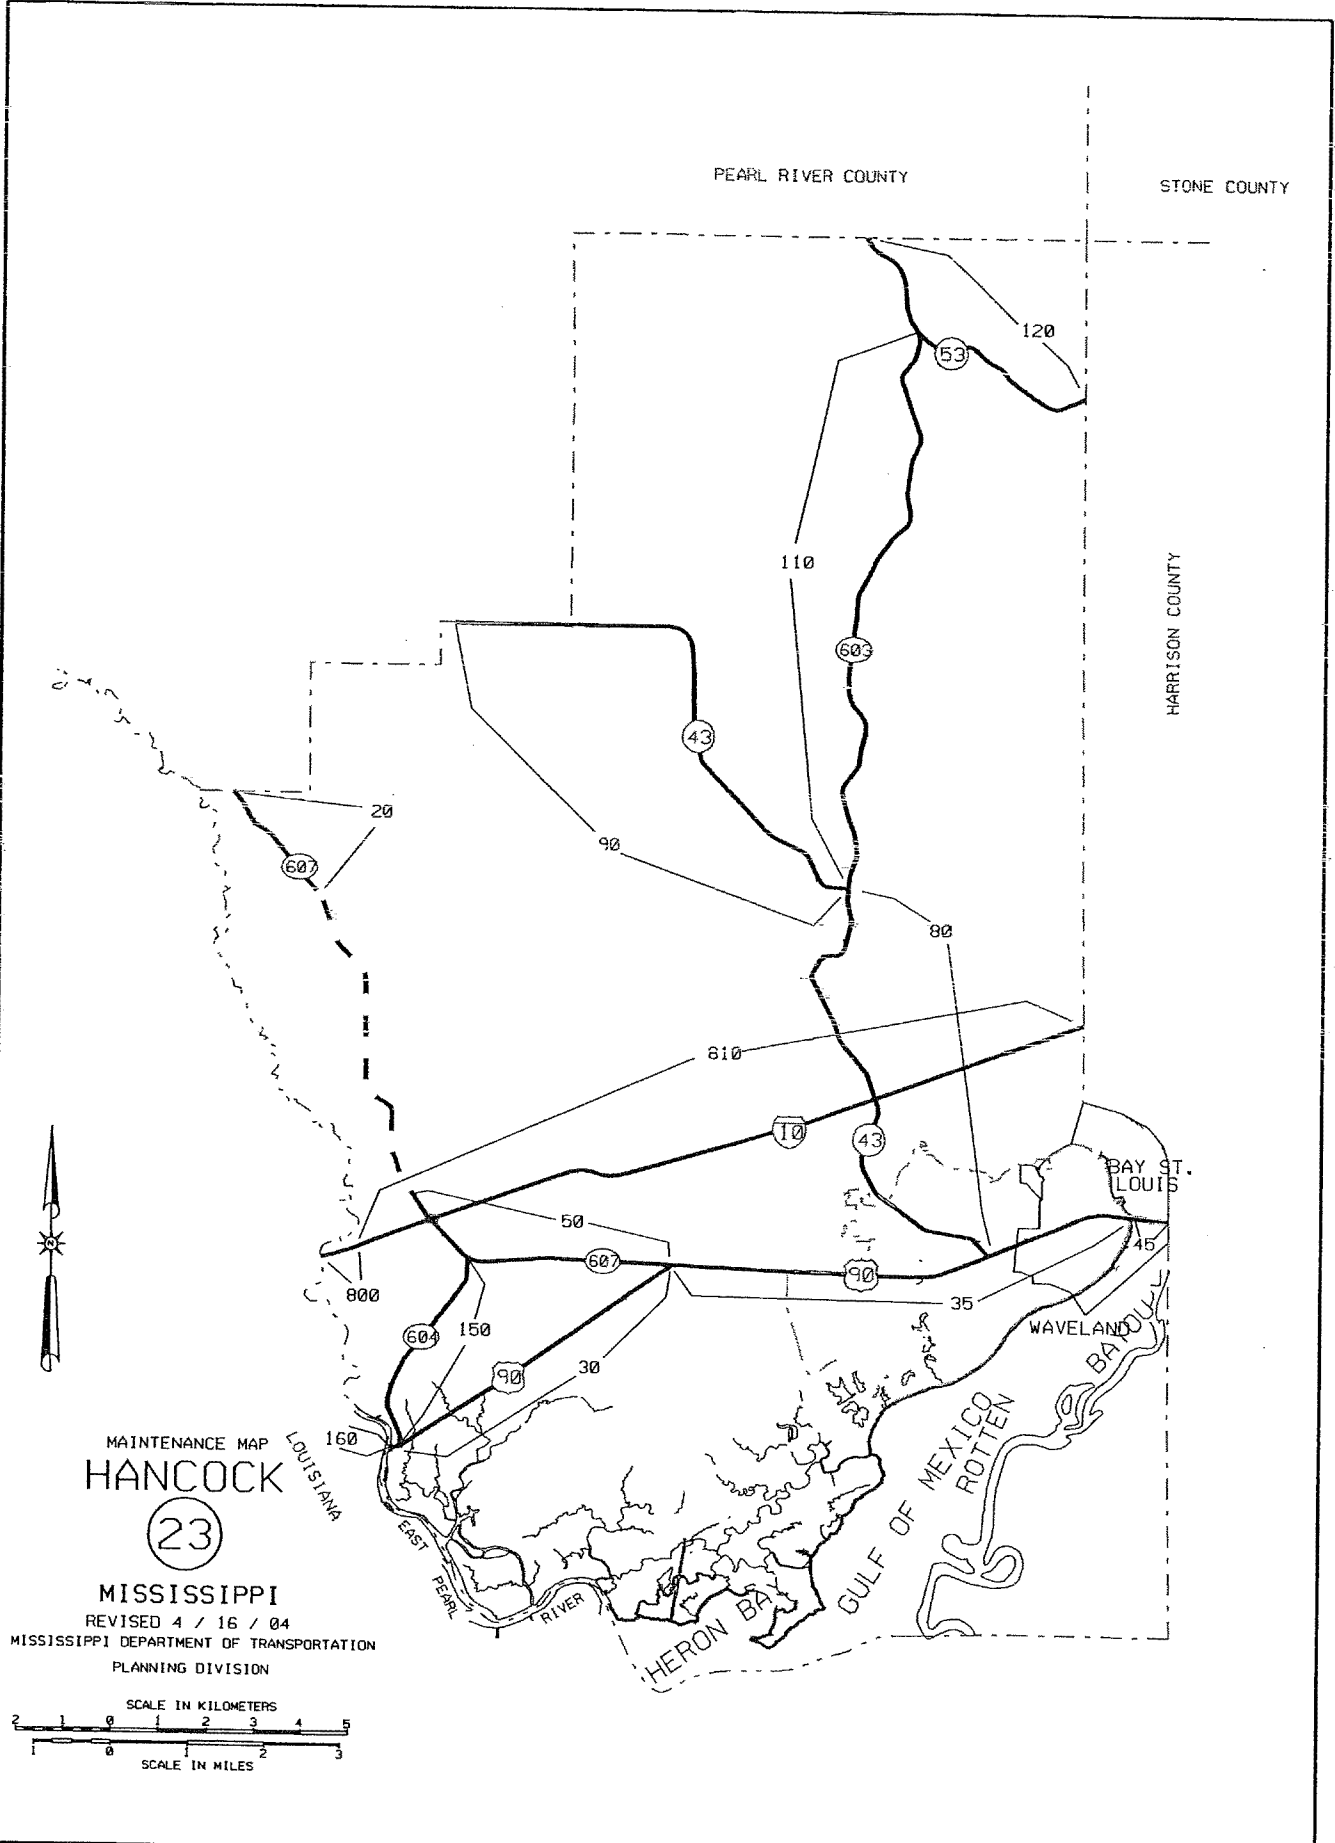 PEARL RIVER COUNTY
STONE COUNTY
120
53
110
HARRISON COUNTY
603
43
20
607
90
80
810
10
43
BAY ST.
LOUIS
50
45
607
90
800
35
604
150
WAVELAND
30
90
BAYOU
160
MAINTENANCE MAP
HANCOCK
23
MISSISSIPPI
REVISED 4 / 16 / 04
MISSISSIPPI DEPARTMENT OF TRANSPORTATION
PLANNING DIVISION
LOUISIANA
EAST
PEARL
RIVER
HERON BAY
GULF OF MEXICO
ROTTEN
N
SCALE IN KILOMETERS
2 1 0 1 2 3 4 5
1 0 1 2 3
SCALE IN MILES